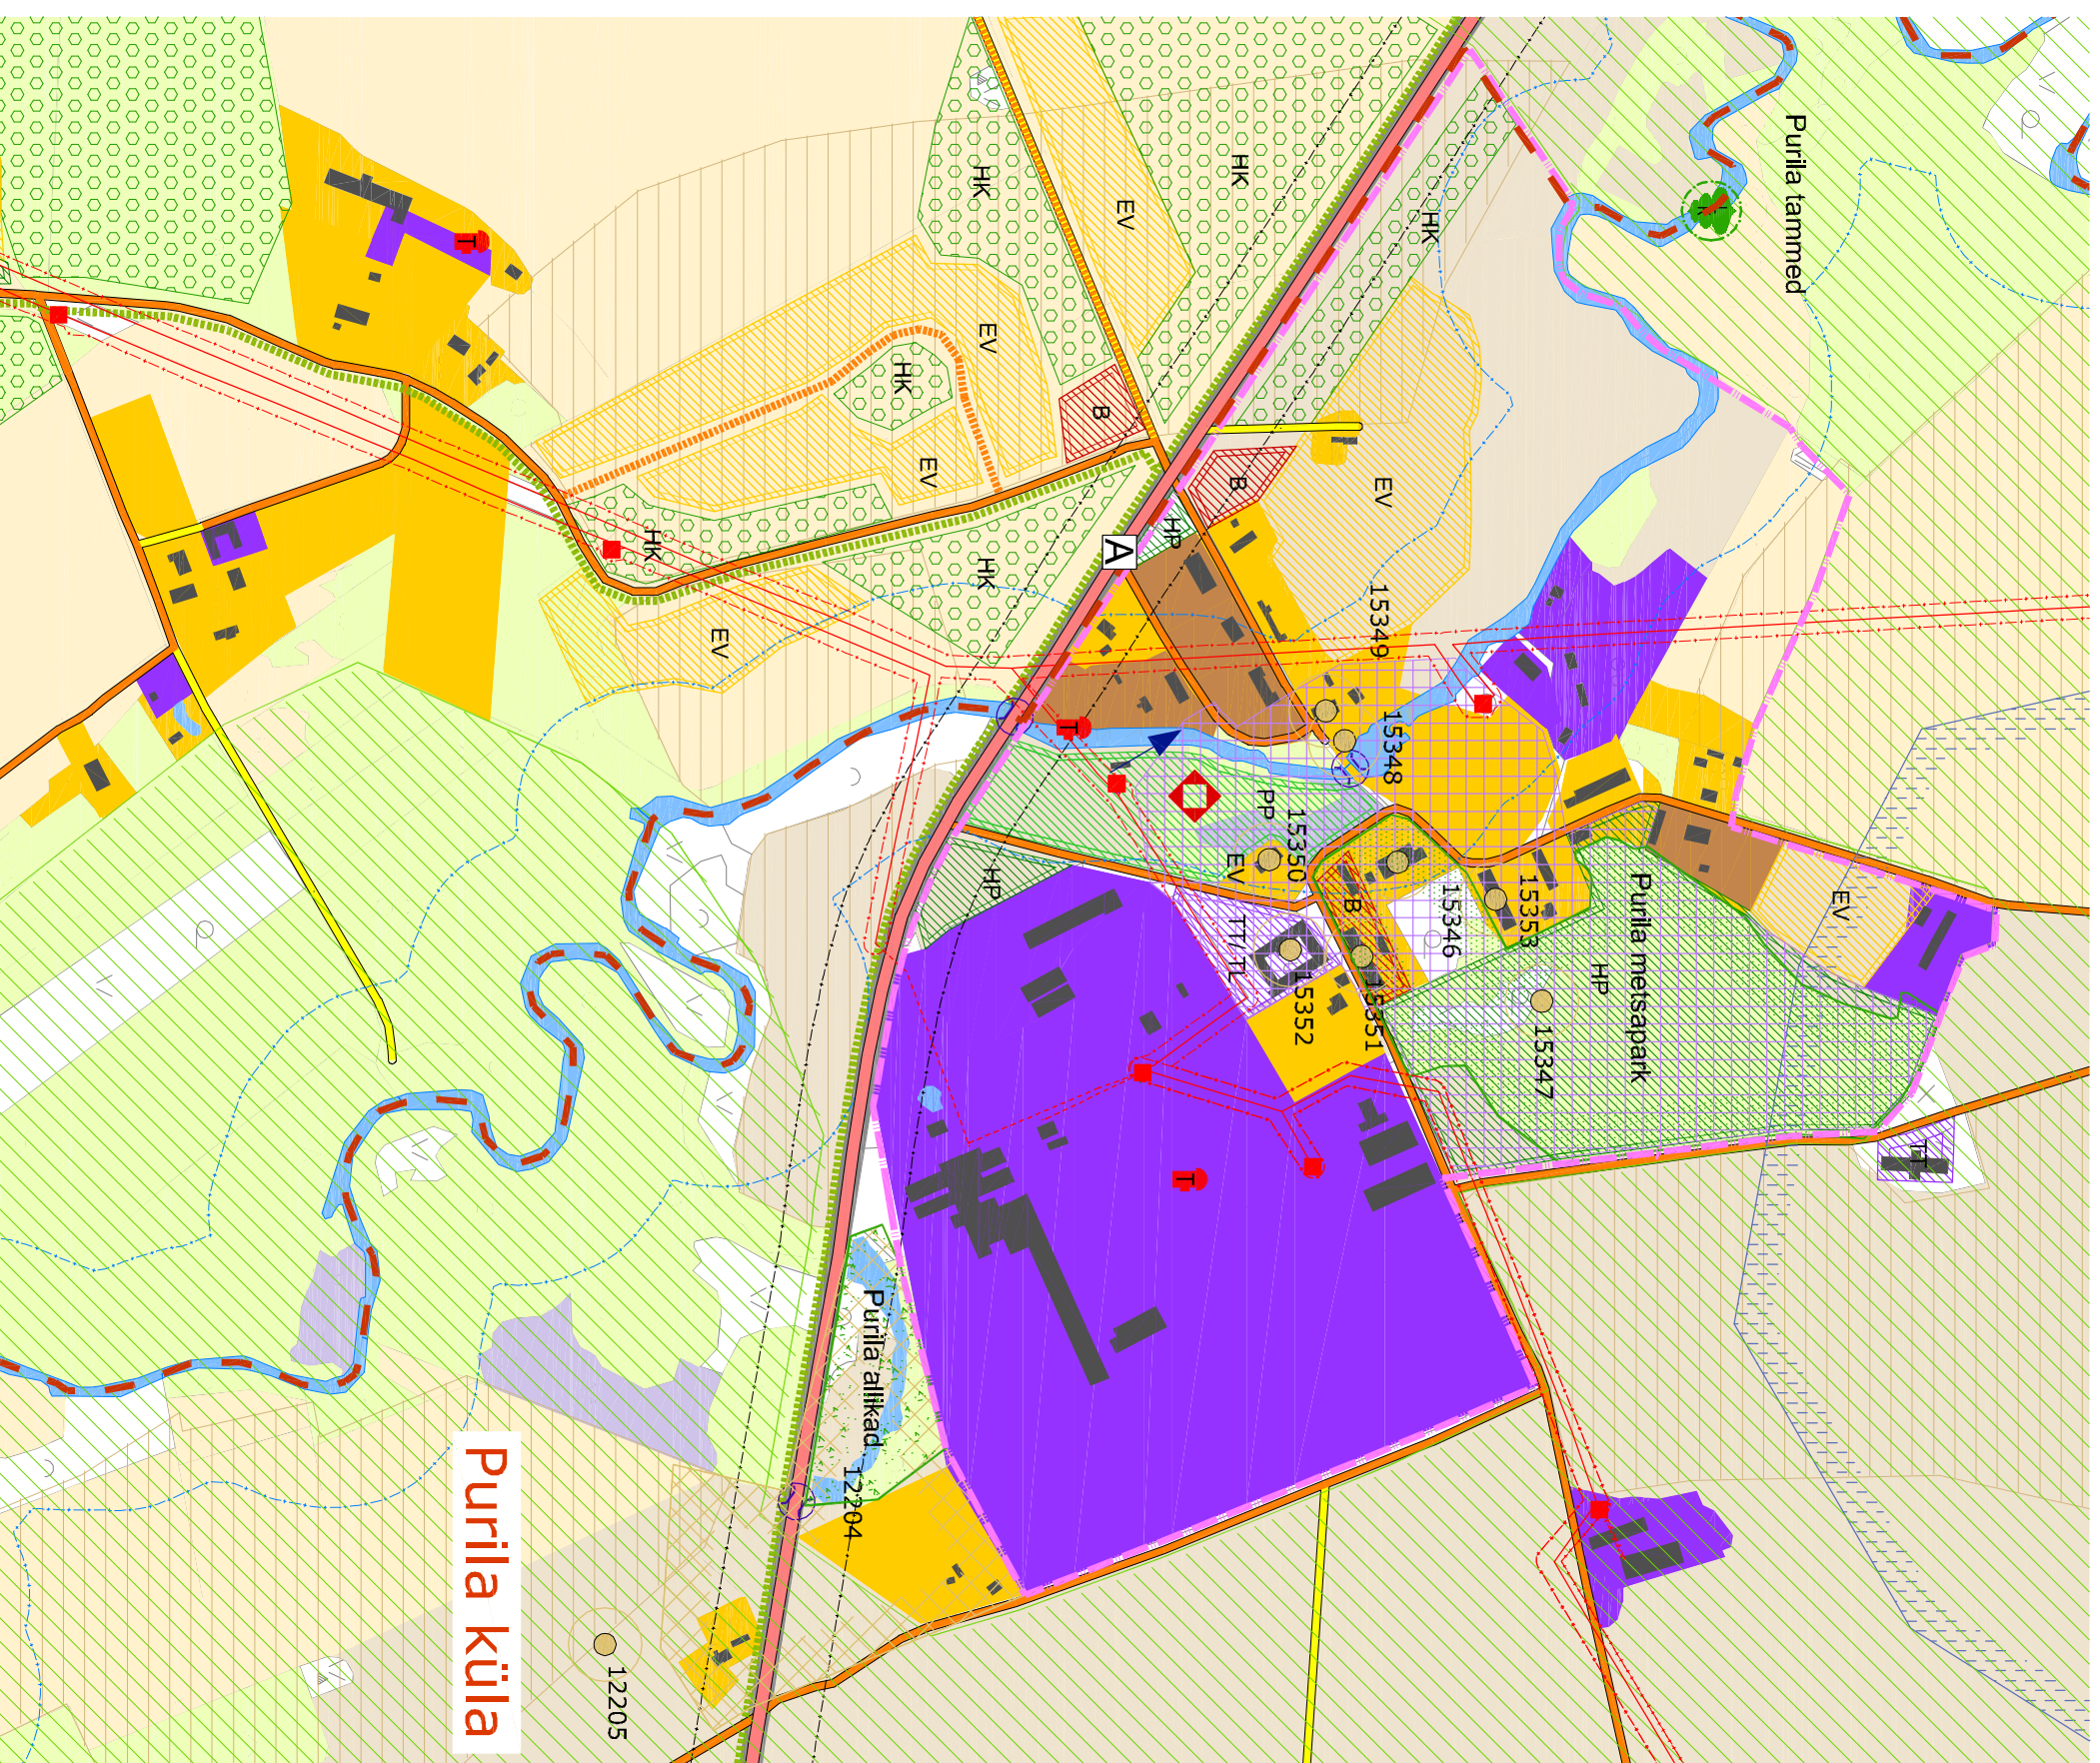 TT
EV
Purila tammed
Purila metsapark
HP
15347
15353
15346
HK
15348
EV
15349
15351
B
15352
15350
PP
HK
B
EV
TT/TL
T
HP
EV
A
B
T
HP
EV
HK
HK
EV
HK
Purila allikad
12204
EV
HK
12205
Purila küla
T